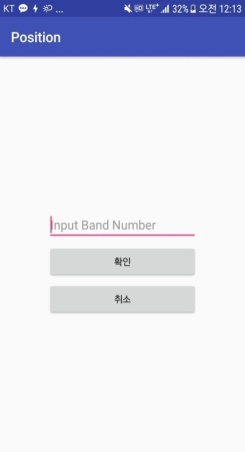 KT ... 32% 오전 12:13
Position
Input Band Number
확인
취소